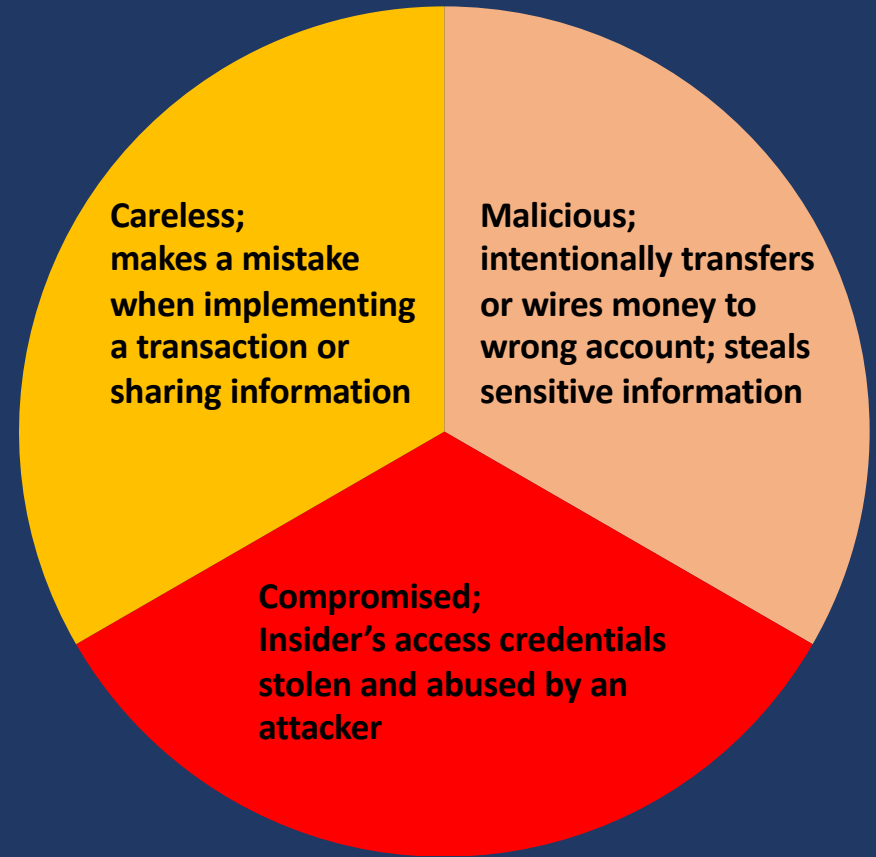 Careless;
makes a mistake
when implementing
a transaction or
sharing information
Malicious;
intentionally transfers
or wires money to
wrong account; steals
sensitive information
Compromised;
Insider’s access credentials
stolen and abused by an
attacker